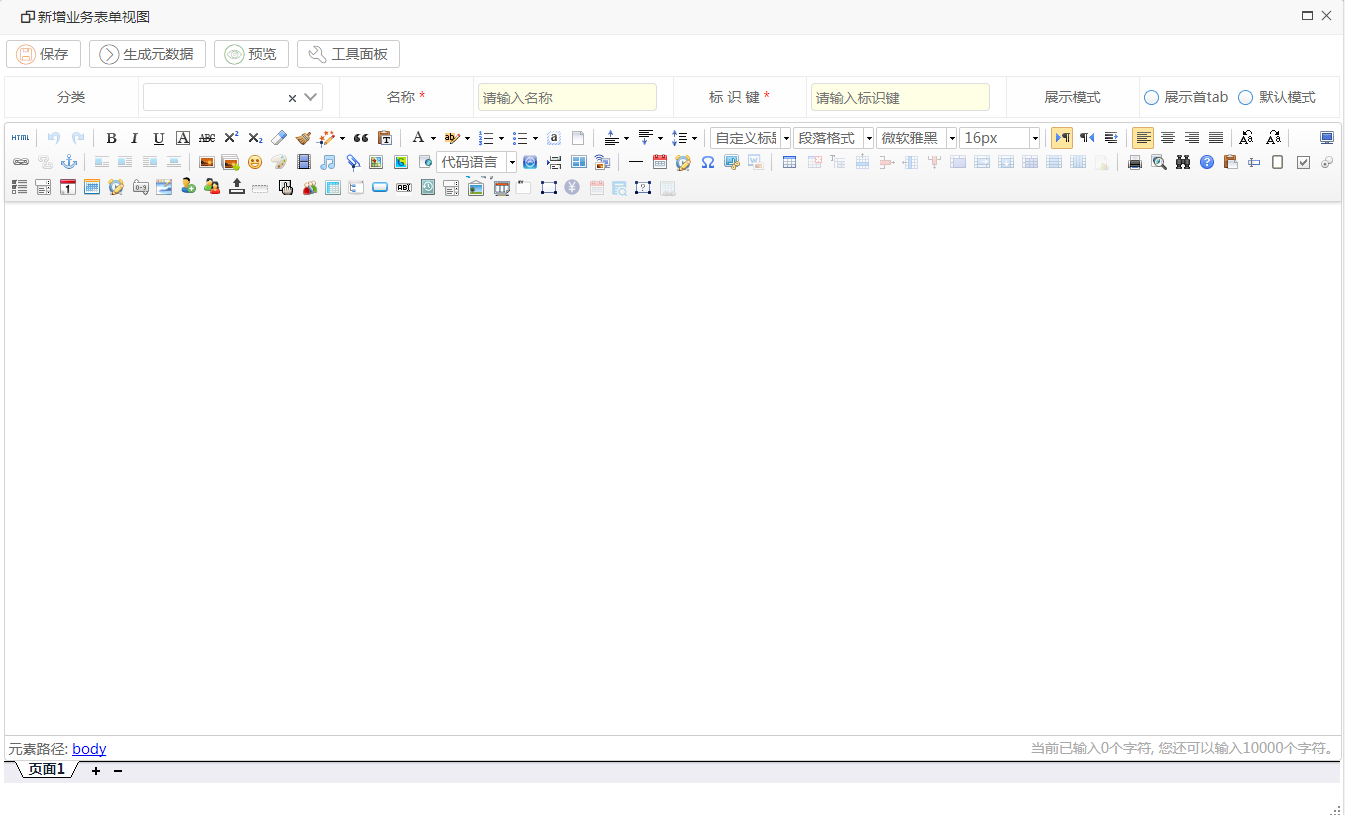 新增业务表单视图
保存 生成元数据 预览 工具面板
分类 名称 * 请输入名称 标 识 键 * 请输入标识键 展示模式 展示首tab 默认模式
HTML B I U A ABC X² X₂ A ab a 自定义标 段落格式 微软雅黑 16px
代码语言 Ω
元素路径: body 当前已输入0个字符, 您还可以输入10000个字符。
页面1 + −